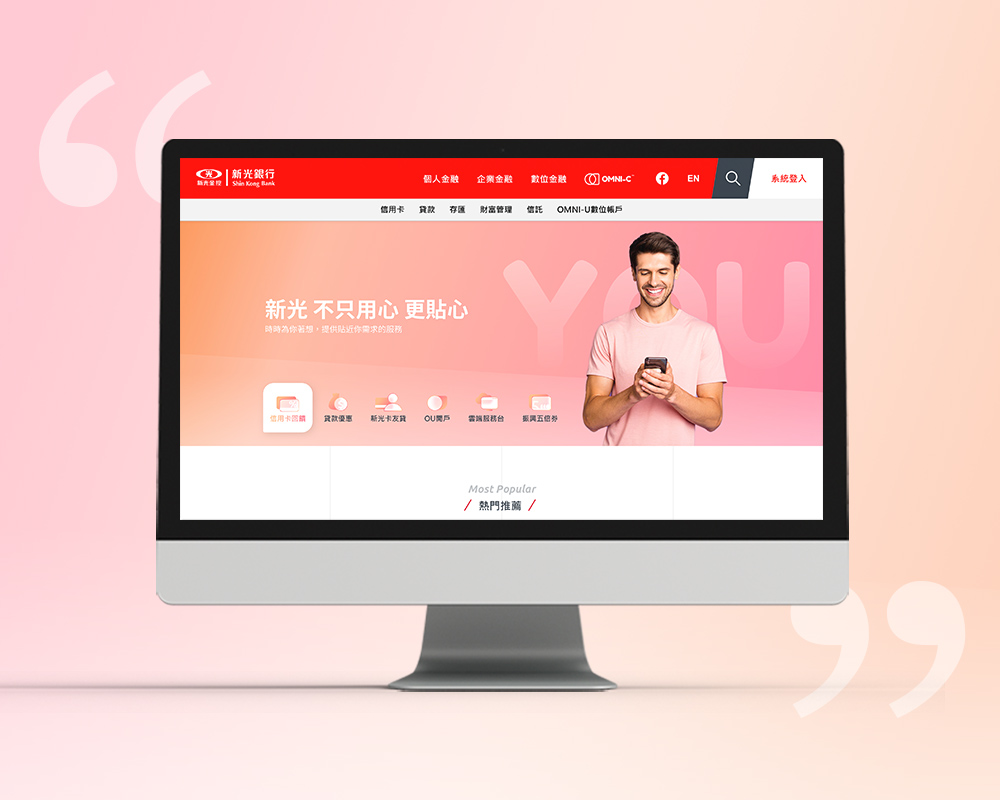 新光金控
新光銀行
Shin Kong Bank
個人金融 企業金融 數位金融 OMNI-C EN 系統登入
信用卡 貸款 存匯 財富管理 信託 OMNI-U數位帳戶
YOU
新光 不只用心 更貼心
時時為你著想，提供貼近你需求的服務
信用卡回饋 貸款優惠 新光卡友貸 OU開戶 雲端服務台 振興五倍券
Most Popular
熱門推薦